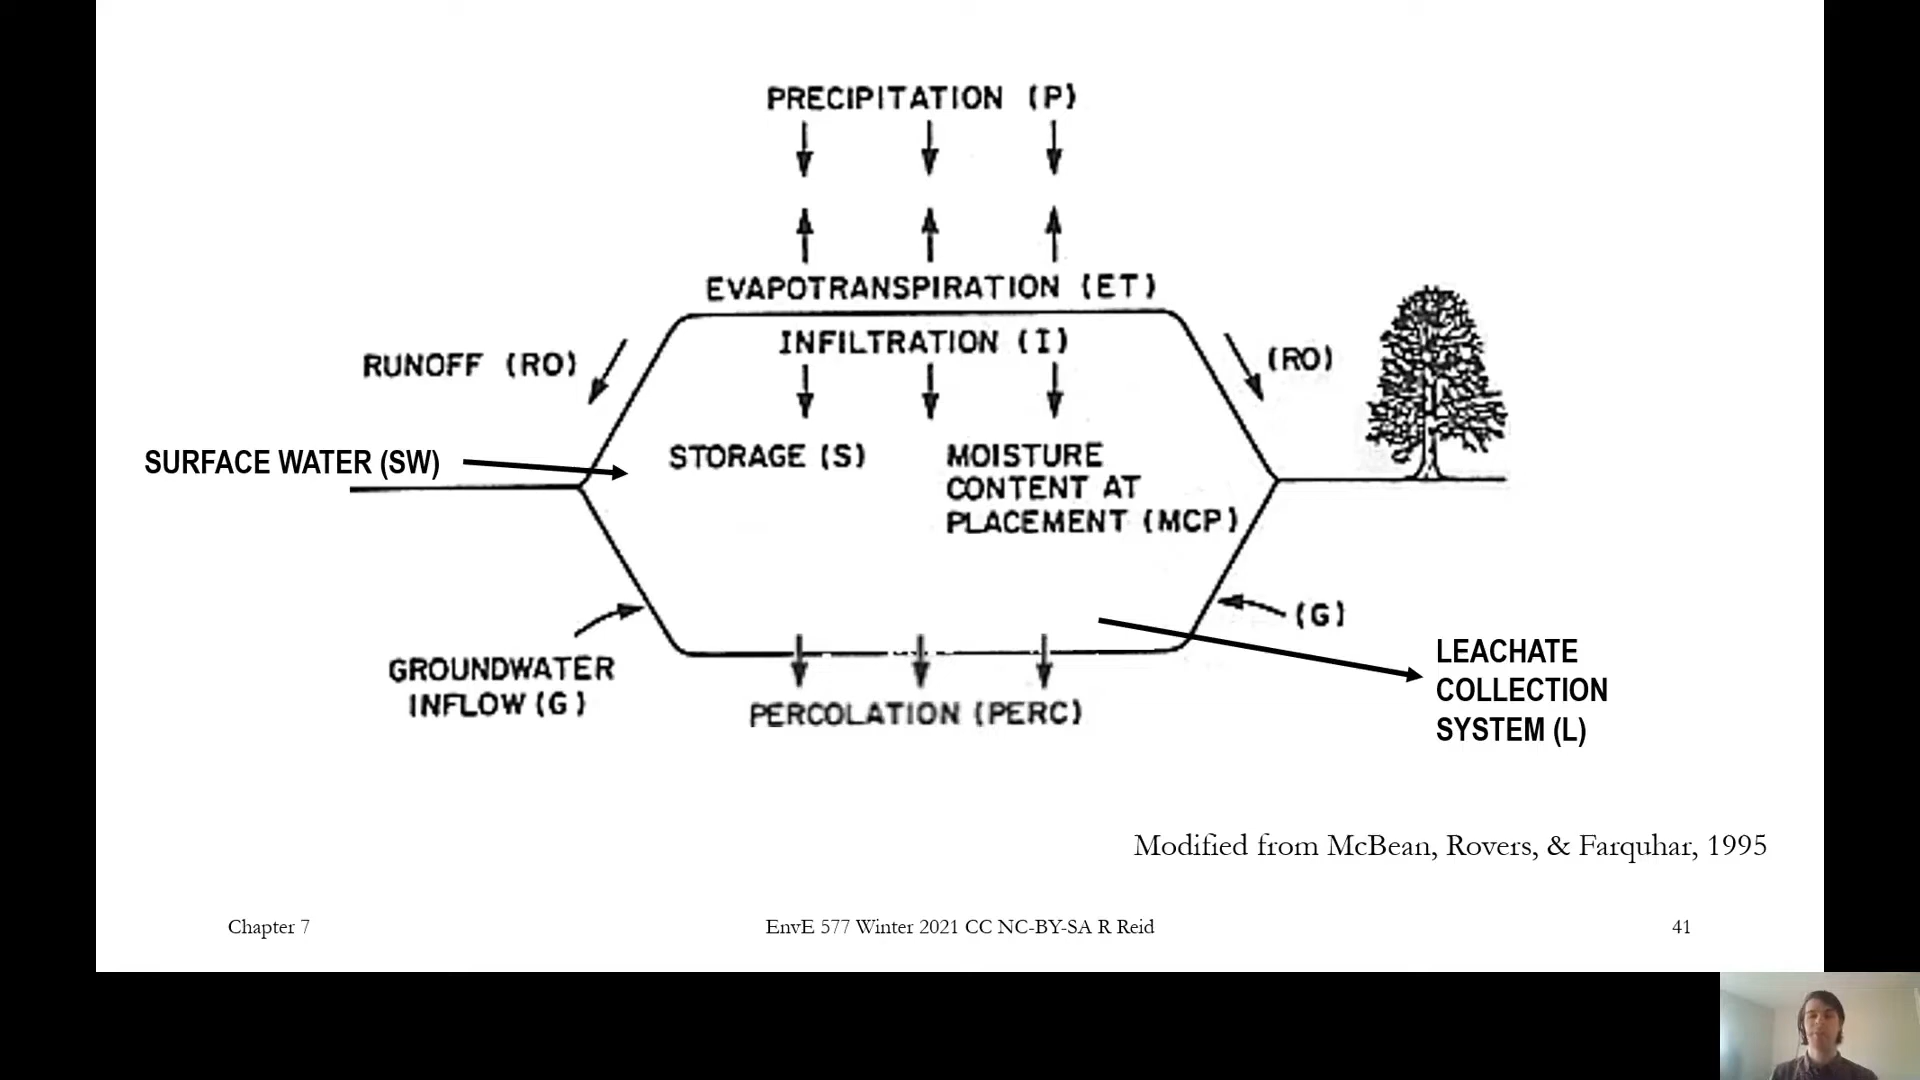 PRECIPITATION (P)
EVAPOTRANSPIRATION (ET)
INFILTRATION (I)
RUNOFF (RO)
(RO)
SURFACE WATER (SW)
STORAGE (S)
MOISTURE
CONTENT AT
PLACEMENT (MCP)
(G)
GROUNDWATER
INFLOW (G)
PERCOLATION (PERC)
LEACHATE
COLLECTION
SYSTEM (L)
Modified from McBean, Rovers, & Farquhar, 1995
Chapter 7
EnvE 577 Winter 2021 CC NC-BY-SA R Reid
41